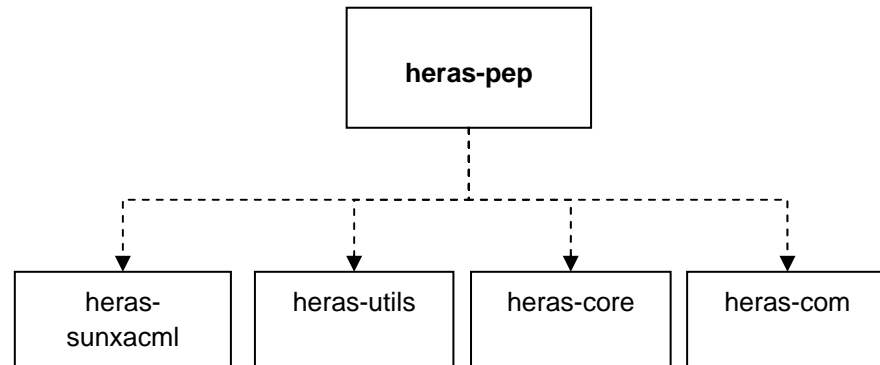 heras-pep
heras-
sunxacml
heras-utils
heras-core
heras-com